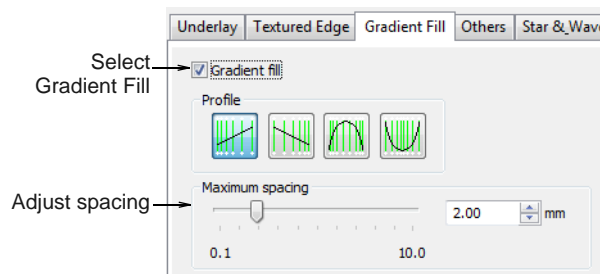 Underlay Textured Edge Gradient Fill Others Star & Wav
Select
Gradient Fill
Gradient fill
Profile
Adjust spacing
Maximum spacing
2.00 mm
0.1 10.0